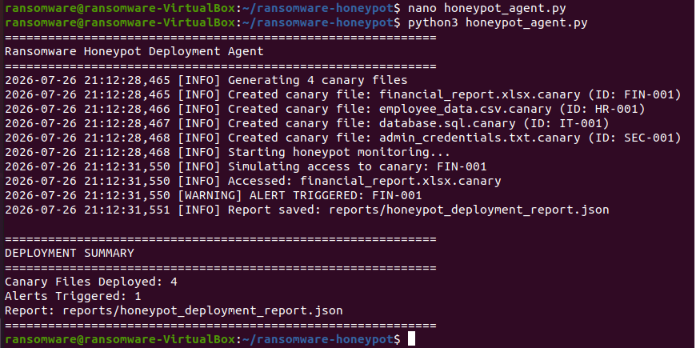 ransomware@ransomware-VirtualBox:~/ransomware-honeypot$ nano honeypot_agent.py
ransomware@ransomware-VirtualBox:~/ransomware-honeypot$ python3 honeypot_agent.py
============================================================
Ransomware Honeypot Deployment Agent
============================================================
2026-07-26 21:12:28,465 [INFO] Generating 4 canary files
2026-07-26 21:12:28,465 [INFO] Created canary file: financial_report.xlsx.canary (ID: FIN-001)
2026-07-26 21:12:28,466 [INFO] Created canary file: employee_data.csv.canary (ID: HR-001)
2026-07-26 21:12:28,467 [INFO] Created canary file: database.sql.canary (ID: IT-001)
2026-07-26 21:12:28,468 [INFO] Created canary file: admin_credentials.txt.canary (ID: SEC-001)
2026-07-26 21:12:28,468 [INFO] Starting honeypot monitoring...
2026-07-26 21:12:31,550 [INFO] Simulating access to canary: FIN-001
2026-07-26 21:12:31,550 [INFO] Accessed: financial_report.xlsx.canary
2026-07-26 21:12:31,550 [WARNING] ALERT TRIGGERED: FIN-001
2026-07-26 21:12:31,551 [INFO] Report saved: reports/honeypot_deployment_report.json
============================================================
DEPLOYMENT SUMMARY
============================================================
Canary Files Deployed: 4
Alerts Triggered: 1
Report: reports/honeypot_deployment_report.json
============================================================
ransomware@ransomware-VirtualBox:~/ransomware-honeypot$